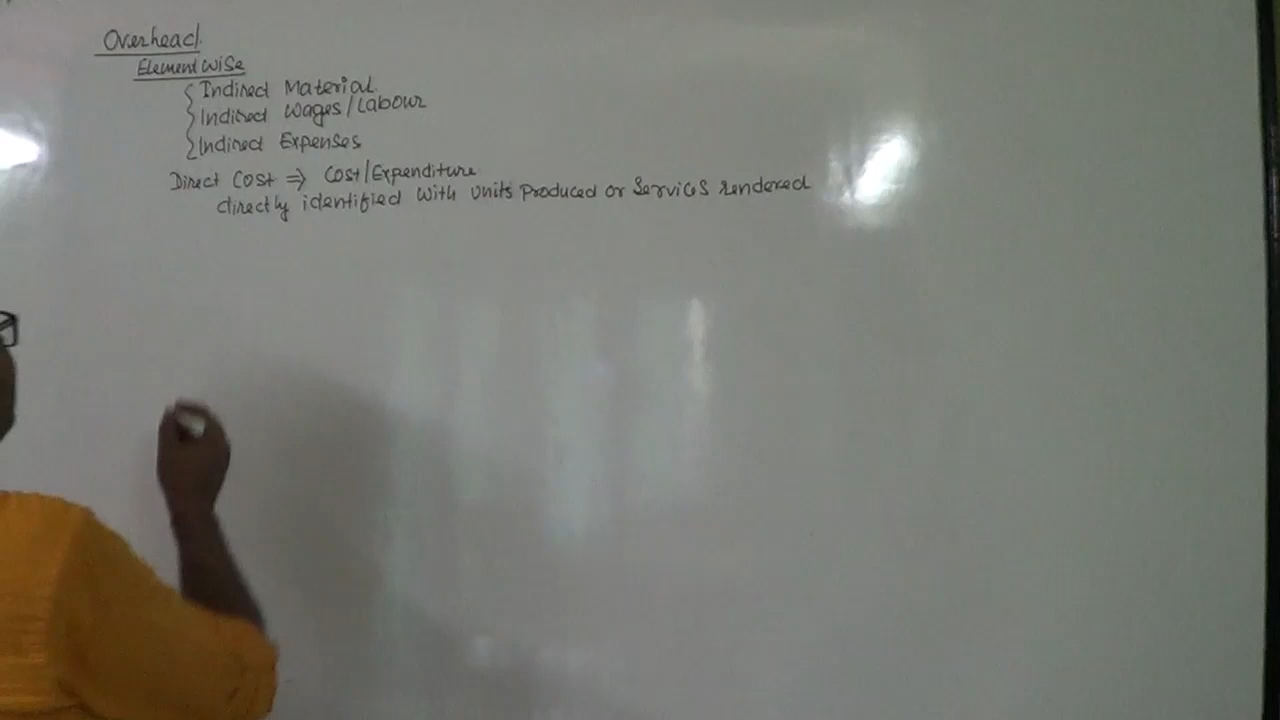 Overhead
Element wise
Indirect Material
Indirect Wages/Labour
Indirect Expenses
Direct Cost ⇒ Cost/Expenditure
directly identified with units Produced or Services rendered